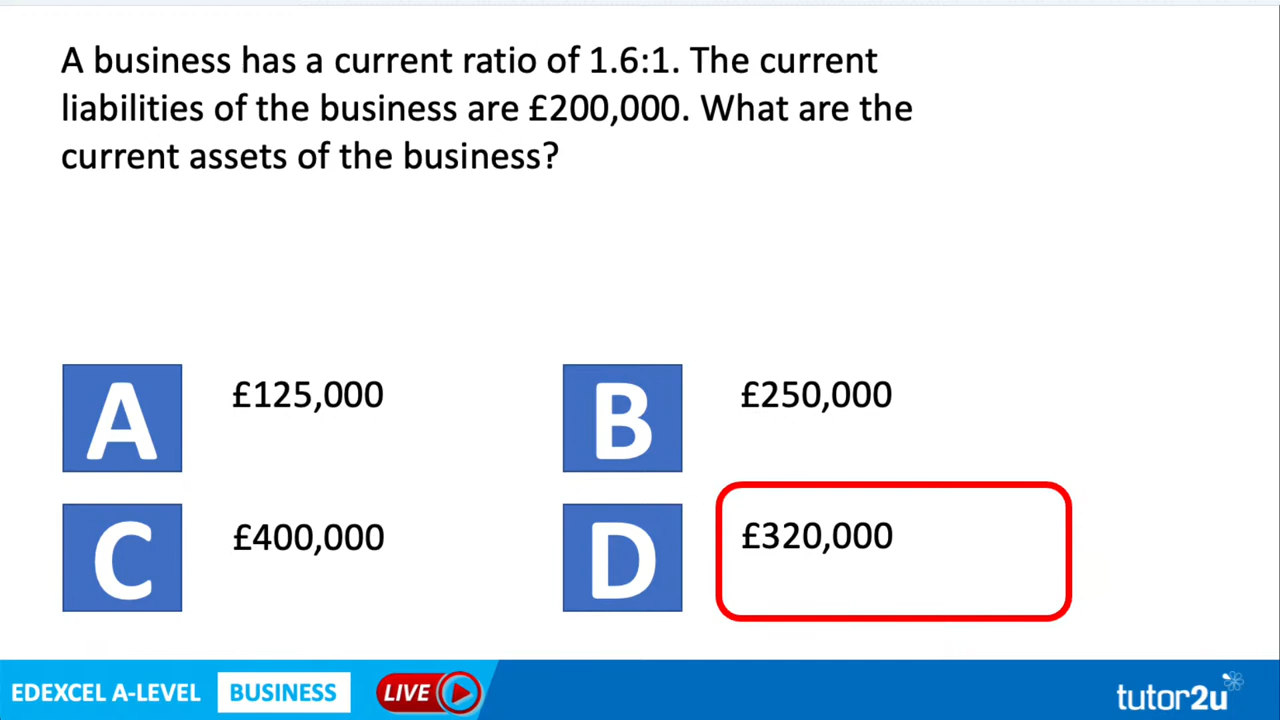 A business has a current ratio of 1.6:1. The current
liabilities of the business are £200,000. What are the
current assets of the business?
A £125,000
B £250,000
C £400,000
D £320,000
EDEXCEL A-LEVEL BUSINESS LIVE tutor2u